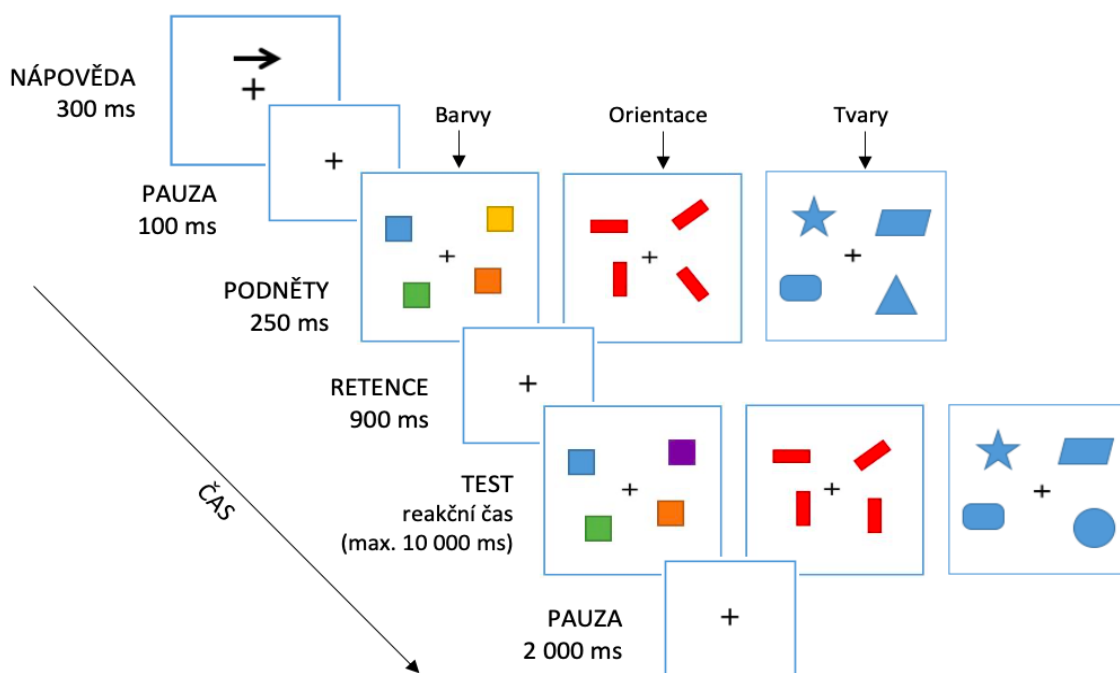 NÁPOVĚDA
300 ms
PAUZA
100 ms
Barvy
Orientace
Tvary
PODNĚTY
250 ms
RETENCE
900 ms
TEST
reakční čas
(max. 10 000 ms)
PAUZA
2 000 ms
ČAS